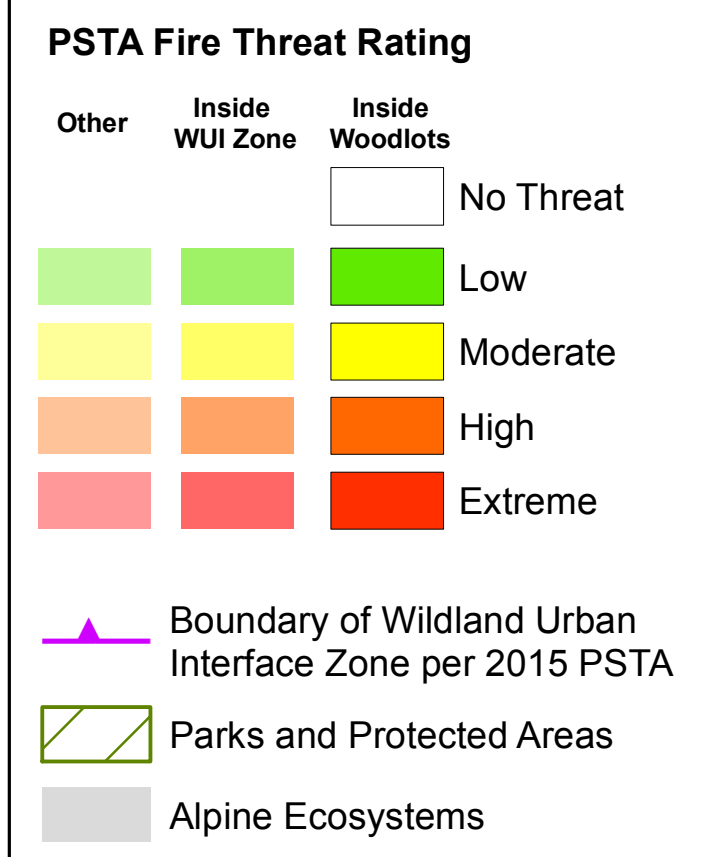 PSTA Fire Threat Rating
Other
Inside
WUI Zone
Inside
Woodlots
No Threat
Low
Moderate
High
Extreme
Boundary of Wildland Urban
Interface Zone per 2015 PSTA
Parks and Protected Areas
Alpine Ecosystems